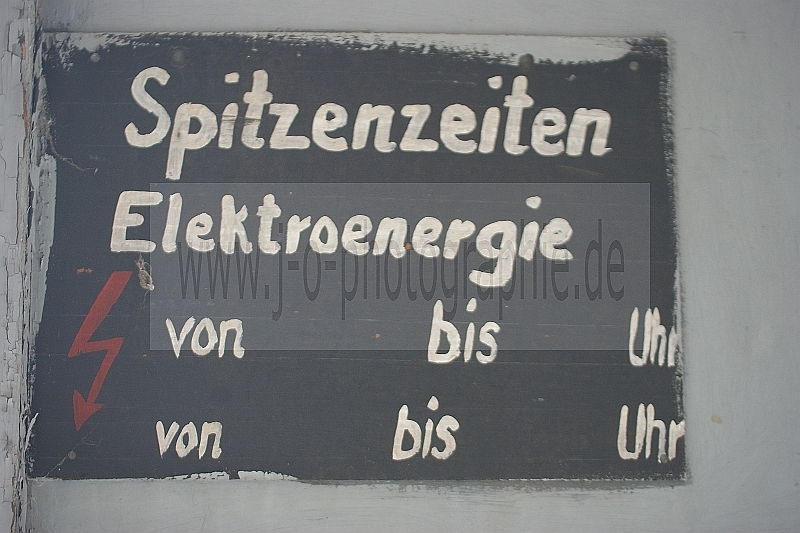 Spitzenzeiten
Elektroenergie
www.j-o-photographie.de
von bis Uhr
von bis Uhr